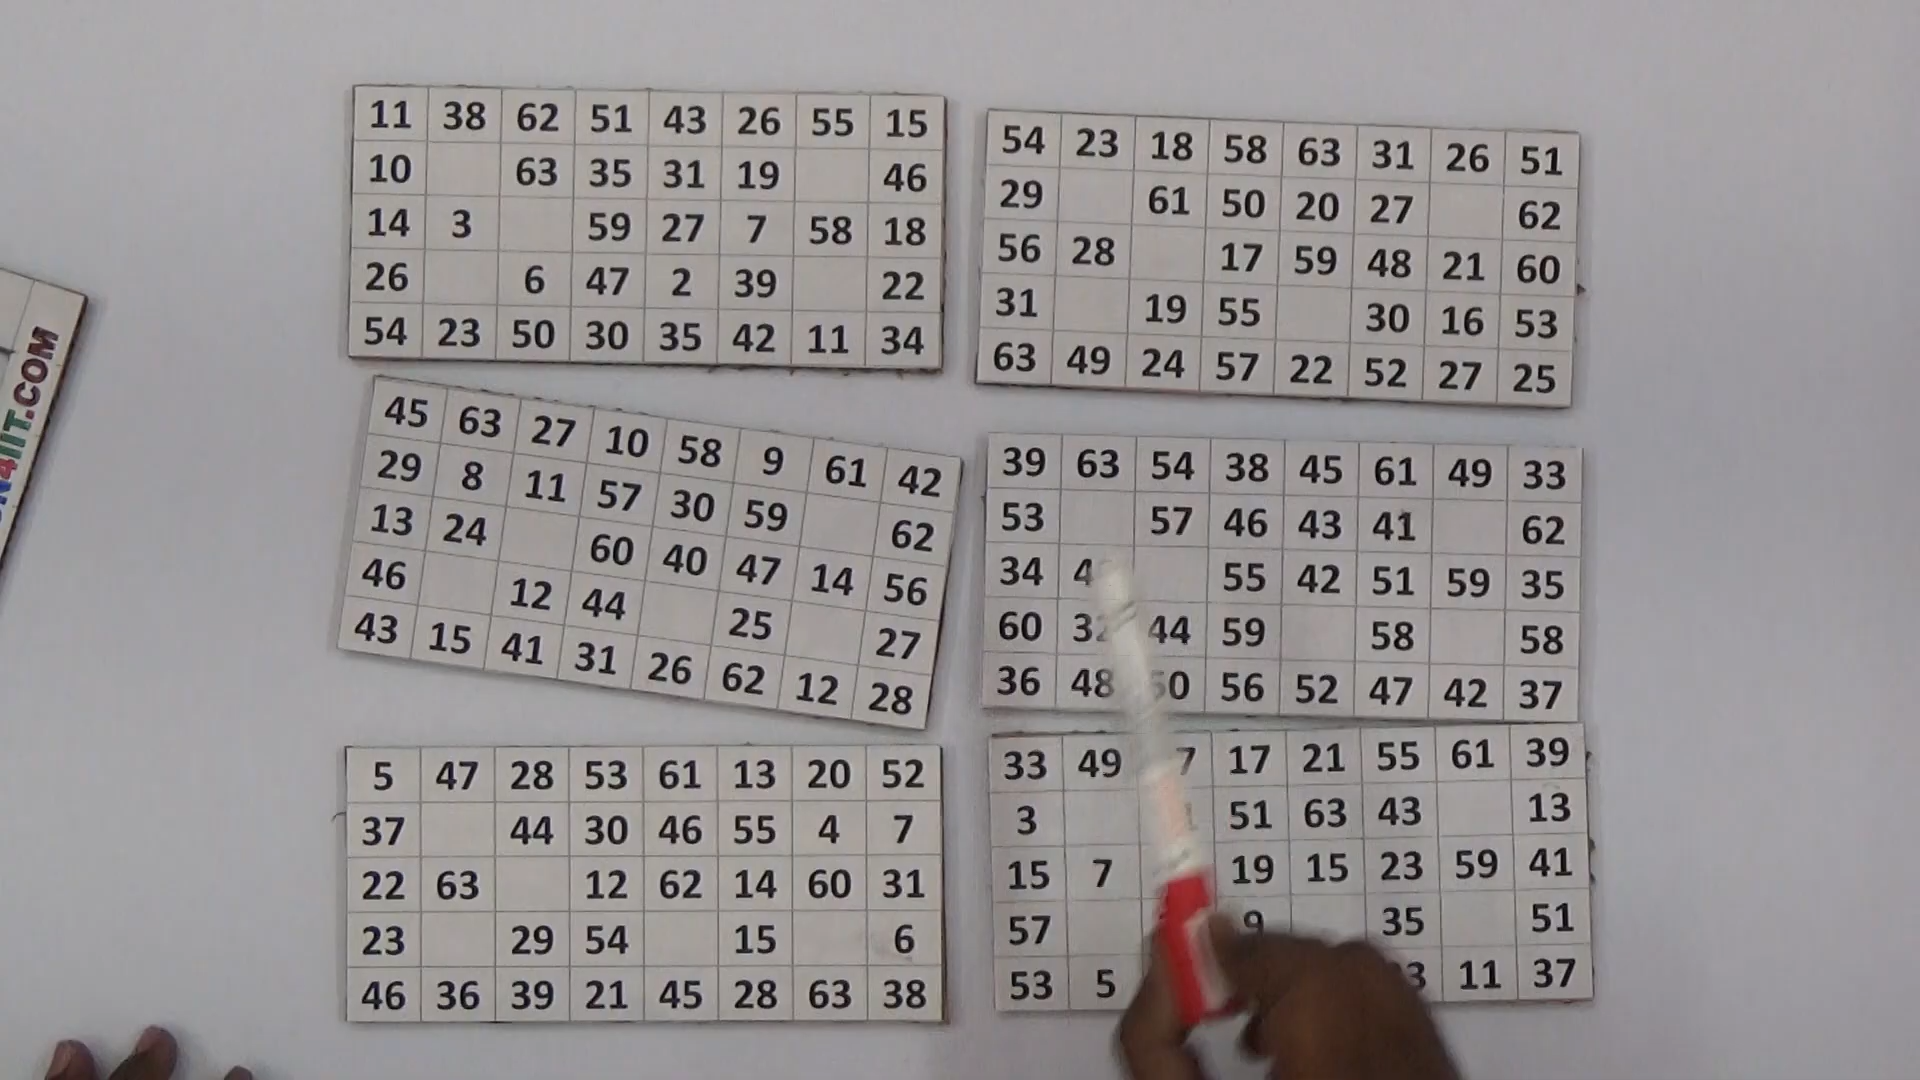 11 38 62 51 43 26 55 15
10 63 35 31 19 46
14 3 59 27 7 58 18
26 6 47 2 39 22
54 23 50 30 35 42 11 34
54 23 18 58 63 31 26 51
29 61 50 20 27 62
56 28 17 59 48 21 60
31 19 55 30 16 53
63 49 24 57 22 52 27 25
4IIT.COM
45 63 27 10 58 9 61 42
29 8 11 57 30 59 62
13 24 60 40 47 14 56
46 12 44 25 27
43 15 41 31 26 62 12 28
39 63 54 38 45 61 49 33
53 57 46 43 41 62
34 55 42 51 59 35
60 44 59 58 58
36 48 56 52 47 42 37
5 47 28 53 61 13 20 52
37 44 30 46 55 4 7
22 63 12 62 14 60 31
23 29 54 15 6
46 36 39 21 45 28 63 38
33 49 17 21 55 61 39
3 51 63 43 13
15 7 19 15 23 59 41
57 35 51
53 5 11 37